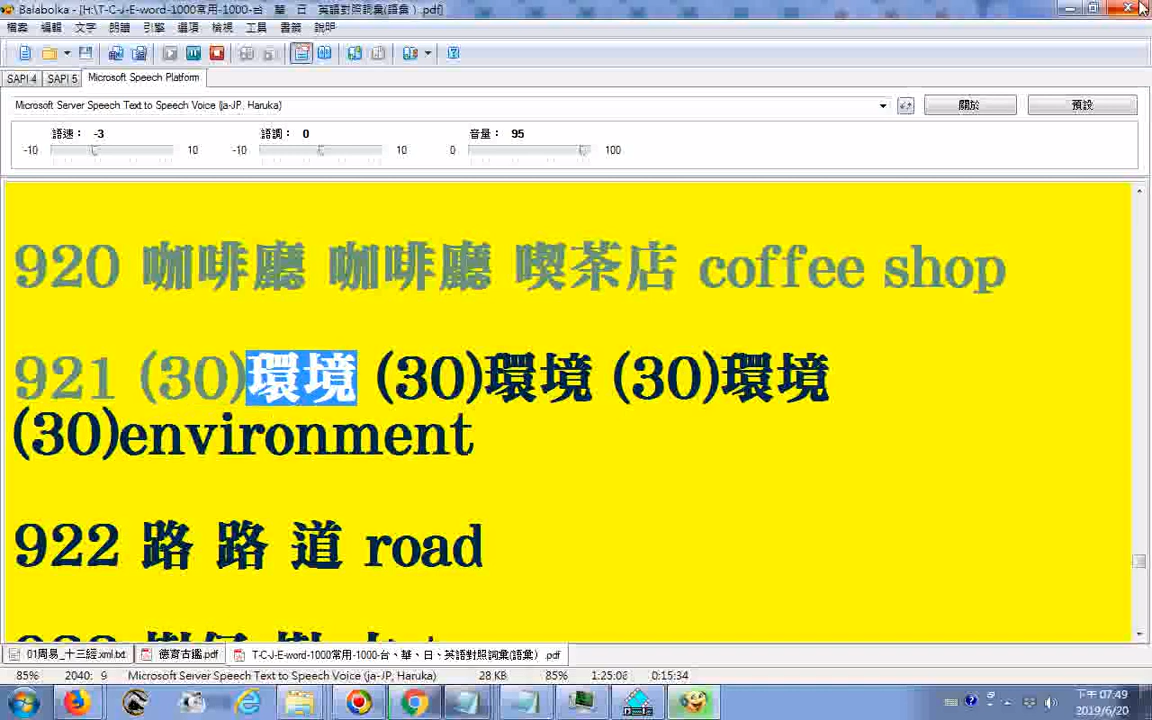 Balabolka - [H:\T-C-J-E-word-1000常用-1000-台 華 日 英語對照詞彙(語彙).pdf]
檔案 編輯 文字 朗讀 引擎 選項 檢視 工具 書籤 說明
SAPI 4 SAPI 5 Microsoft Speech Platform
Microsoft Server Speech Text to Speech Voice (ja-JP, Haruka) 關於 預設
語速: -3 語調: 0 音量: 95
-10 10 -10 10 0 100
920 咖啡廳 咖啡廳 喫茶店 coffee shop
921 (30)環境 (30)環境 (30)環境
(30)environment
922 路 路 道 road
01周易_十三經.xml.txt 德育古鑑.pdf T-C-J-E-word-1000常用-1000-台、華、日、英語對照詞彙(語彙) .pdf
85% 2040: 9 Microsoft Server Speech Text to Speech Voice (ja-JP, Haruka) 28 KB 85% 1:25:08 0:15:34
下午 07:49
2019/6/20